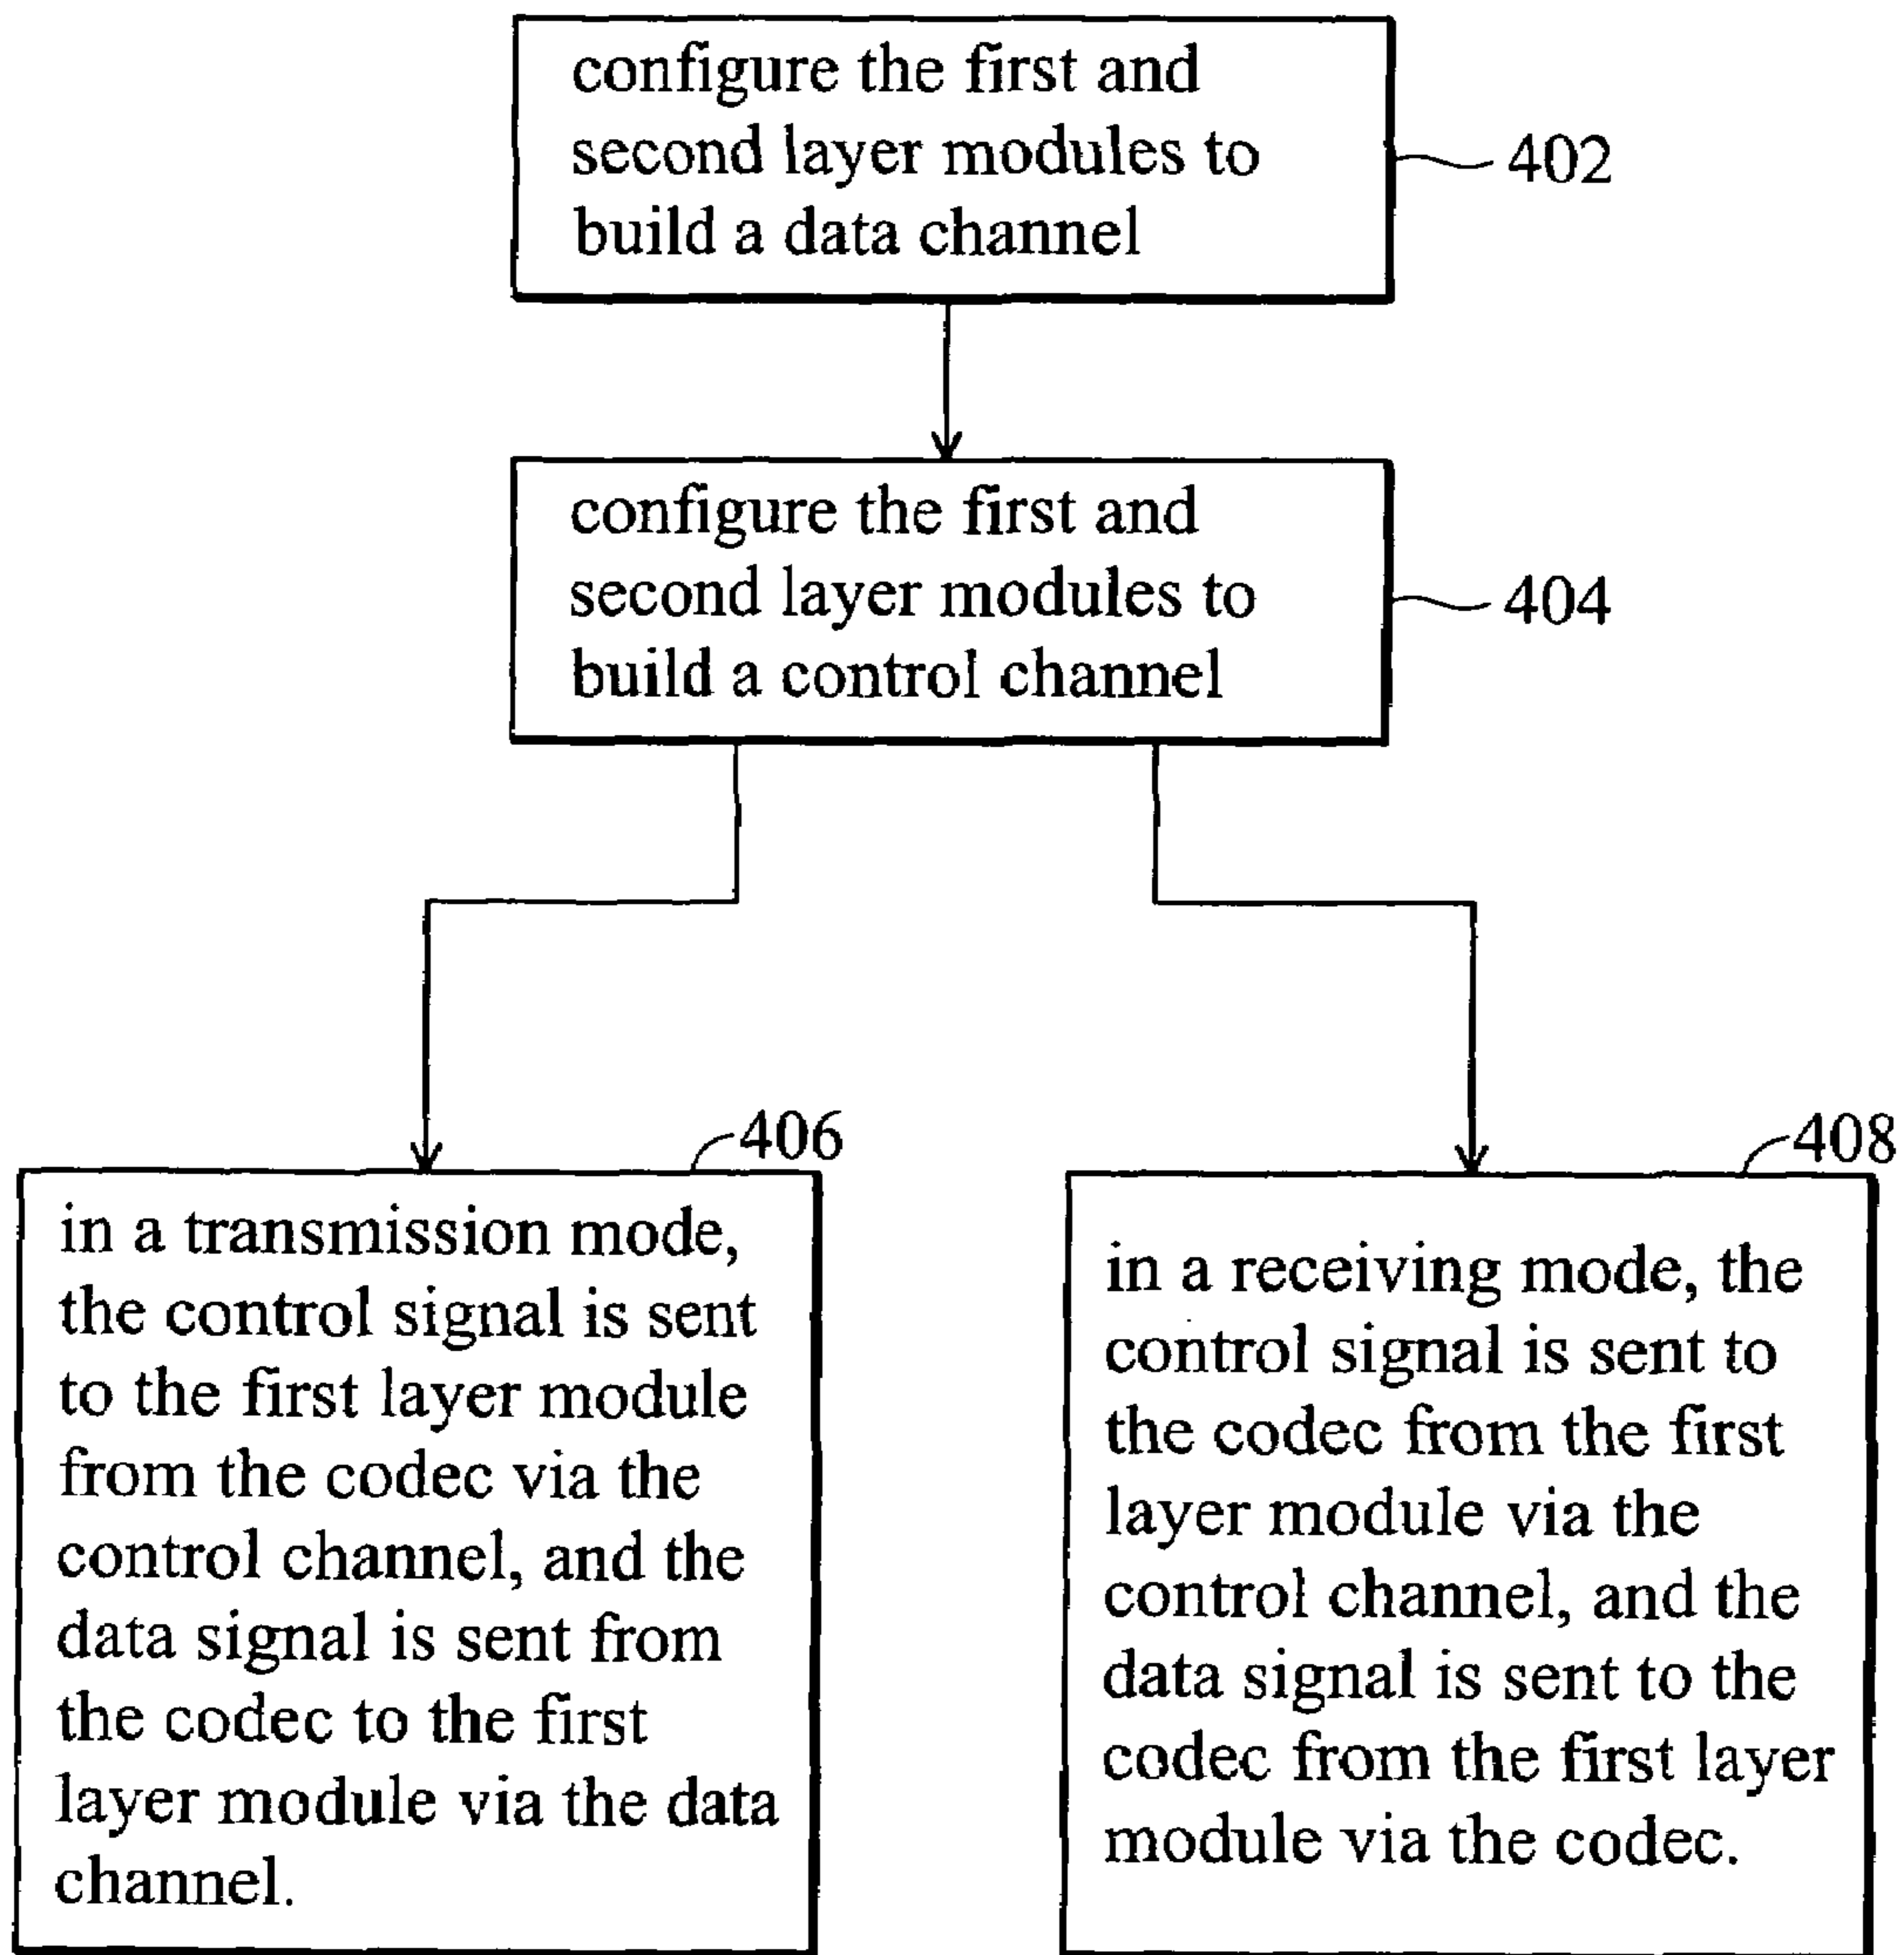 configure the first and
second layer modules to
build a data channel
402
configure the first and
second layer modules to
build a control channel
404
406
in a transmission mode,
the control signal is sent
to the first layer module
from the codec via the
control channel, and the
data signal is sent from
the codec to the first
layer module via the data
channel.
408
in a receiving mode, the
control signal is sent to
the codec from the first
layer module via the
control channel, and the
data signal is sent to the
codec from the first layer
module via the codec.